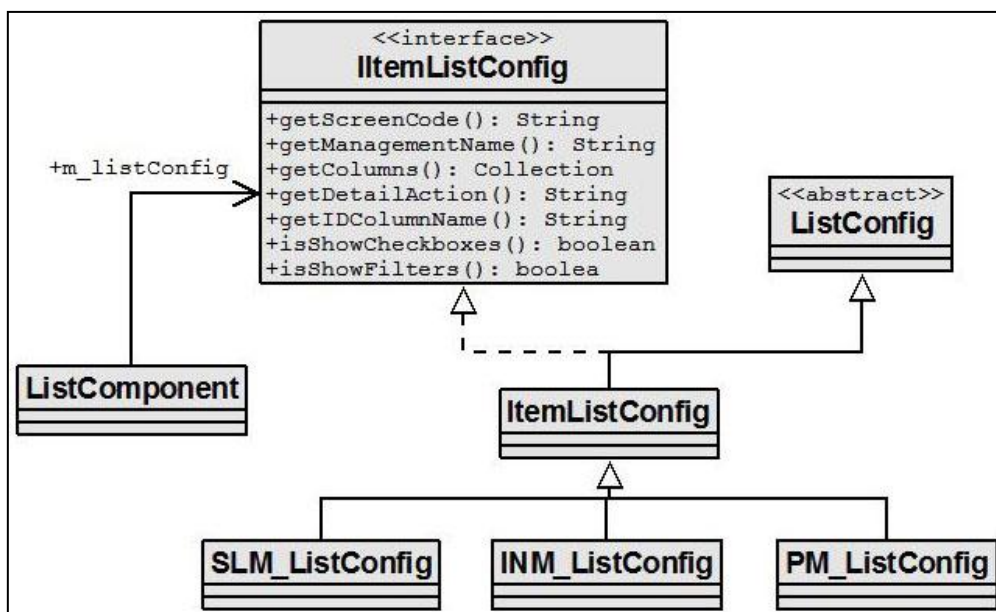 <<interface>>
IItemListConfig
+getScreenCode(): String
+getManagementName(): String
+getColumns(): Collection
+getDetailAction(): String
+getIDColumnName(): String
+isShowCheckboxes(): boolean
+isShowFilters(): boolea
+m_listConfig
<<abstract>>
ListConfig
ListComponent
ItemListConfig
SLM_ListConfig
INM_ListConfig
PM_ListConfig